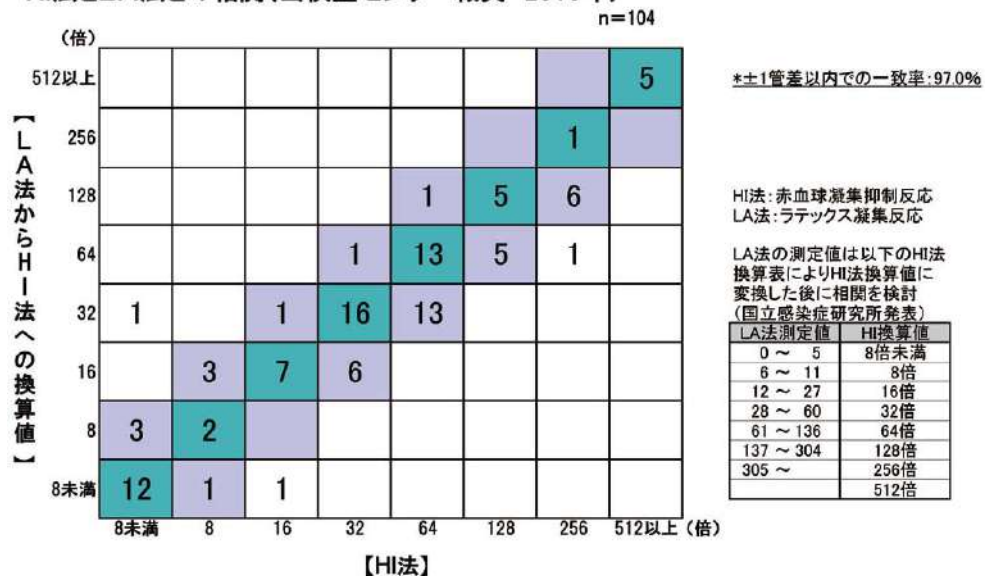 n=104
(倍)
512以上 5
256 1
128 1 5 6
64 1 13 5 1
32 1 1 16 13
16 3 7 6
8 3 2
8未満 12 1 1
8未満 8 16 32 64 128 256 512以上 (倍)
【HI法】
【LA法からHI法への換算値】
*±1管差以内での一致率:97.0%
HI法:赤血球凝集抑制反応
LA法:ラテックス凝集反応
LA法の測定値は以下のHI法
換算表によりHI法換算値に
変換した後に相関を検討
(国立感染症研究所発表)
LA法測定値 HI換算値
0 ～ 5 8倍未満
6 ～ 11 8倍
12 ～ 27 16倍
28 ～ 60 32倍
61 ～ 136 64倍
137 ～ 304 128倍
305 ～ 256倍
512倍